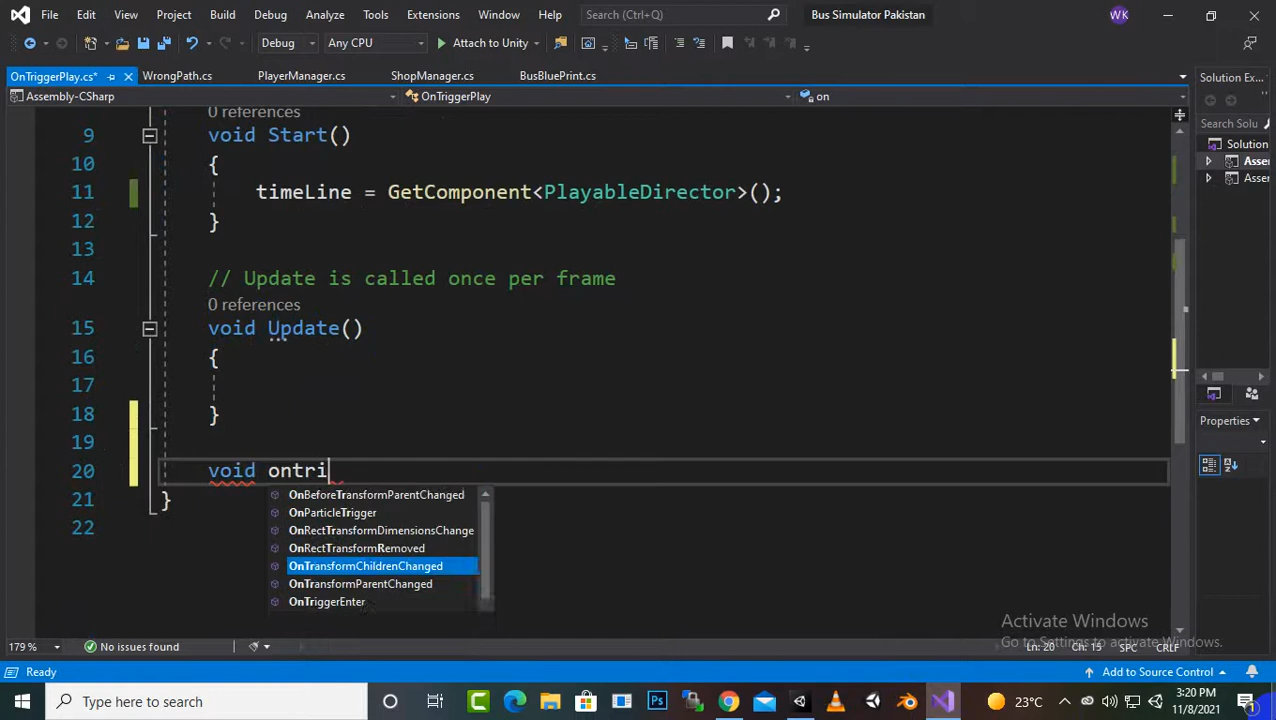 File Edit View Project Build Debug Analyze Tools Extensions Window Help Search (Ctrl+Q) Bus Simulator Pakistan WK
Debug Any CPU Attach to Unity
OnTriggerPlay.cs* WrongPath.cs PlayerManager.cs ShopManager.cs BusBluePrint.cs Solution Ex...
Assembly-CSharp OnTriggerPlay on
0 references
Search Solu
9 void Start()
Solution
10 {
Asse
11 timeLine = GetComponent<PlayableDirector>();
Asse
12 }
13
14 // Update is called once per frame
0 references
15 void Update()
16 {
17
18 }
Properties
19
20 void ontri
OnBeforeTransformParentChanged
21 }
OnParticleTrigger
22
OnRectTransformDimensionsChange
OnRectTransformRemoved
OnTransformChildrenChanged
OnTransformParentChanged
OnTriggerEnter
Activate Windows
Go to Settings to activate Windows.
179 % No issues found Ln: 20 Ch: 15 SPC CRLF
Ready Add to Source Control
Type here to search 23°C 3:20 PM
11/8/2021